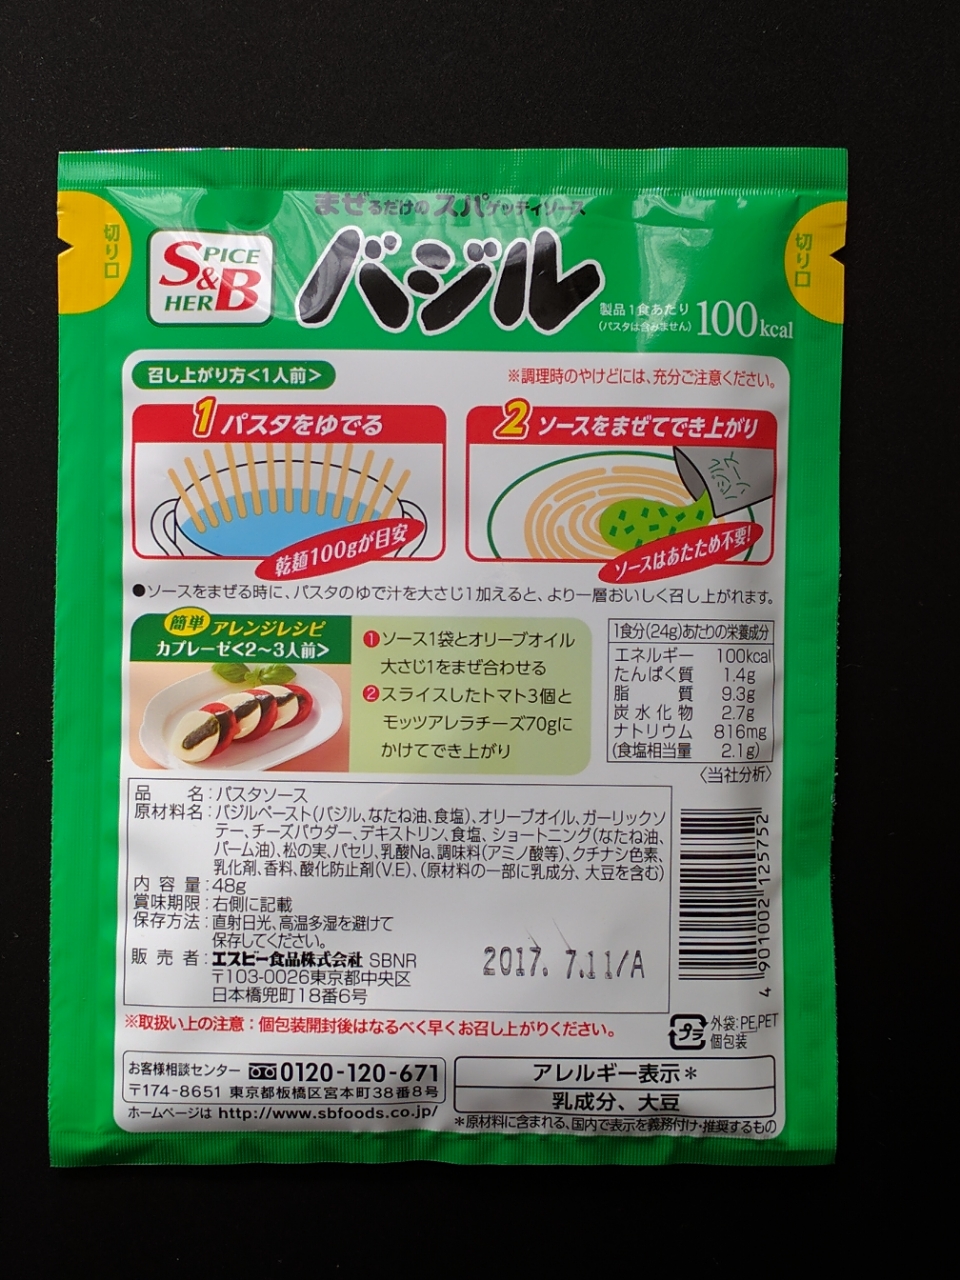 まぜるだけのスパゲッティソース
切り口
切り口
SPICE
&
HERB
バジル
製品1食あたり
(パスタは含みません)
100kcal
召し上がり方<1人前>
※調理時のやけどには、充分ご注意ください。
1 パスタをゆでる
2 ソースをまぜてでき上がり
乾麺100gが目安
ソースはあたため不要!
●ソースをまぜる時に、パスタのゆで汁を大さじ1加えると、より一層おいしく召し上がれます。
簡単 アレンジレシピ
カプレーゼ<2〜3人前>
1 ソース1袋とオリーブオイル
大さじ1をまぜ合わせる
2 スライスしたトマト3個と
モッツアレラチーズ70gに
かけてでき上がり
1食分(24g)あたりの栄養成分
エネルギー 100kcal
たんぱく質 1.4g
脂質 9.3g
炭水化物 2.7g
ナトリウム 816mg
(食塩相当量 2.1g)
〈当社分析〉
品名:パスタソース
原材料名:バジルペースト(バジル、なたね油、食塩)、オリーブオイル、ガーリックソ
テー、チーズパウダー、デキストリン、食塩、ショートニング(なたね油、
パーム油)、松の実、パセリ、乳酸Na、調味料(アミノ酸等)、クチナシ色素、
乳化剤、香料、酸化防止剤(V.E)、(原材料の一部に乳成分、大豆を含む)
内容量:48g
賞味期限:右側に記載
保存方法:直射日光、高温多湿を避けて
保存してください。
販売者:エスビー食品株式会社 SBNR
〒103-0026東京都中央区
日本橋兜町18番6号
2017. 7.11/A
4 901002 125752
※取扱い上の注意:個包装開封後はなるべく早くお召し上がりください。
プラ
外袋:PE,PET
個包装
お客様相談センター 0120-120-671
〒174-8651 東京都板橋区宮本町38番8号
ホームページは http://www.sbfoods.co.jp/
アレルギー表示*
乳成分、大豆
*原材料に含まれる、国内で表示を義務付け・推奨するもの